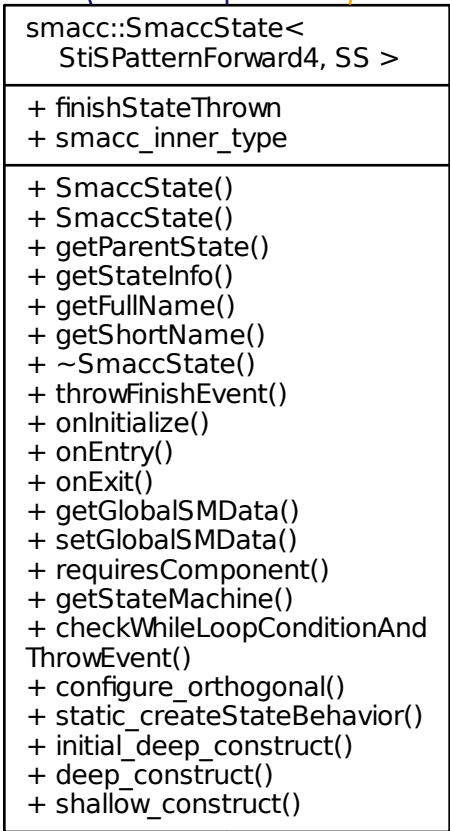 smacc::SmaccState<
StiSPatternForward4, SS >
+ finishStateThrown
+ smacc_inner_type
+ SmaccState()
+ SmaccState()
+ getParentState()
+ getStateInfo()
+ getFullName()
+ getShortName()
+ ~SmaccState()
+ throwFinishEvent()
+ onInitialize()
+ onEntry()
+ onExit()
+ getGlobalSMData()
+ setGlobalSMData()
+ requiresComponent()
+ getStateMachine()
+ checkWhileLoopConditionAnd
ThrowEvent()
+ configure_orthogonal()
+ static_createStateBehavior()
+ initial_deep_construct()
+ deep_construct()
+ shallow_construct()